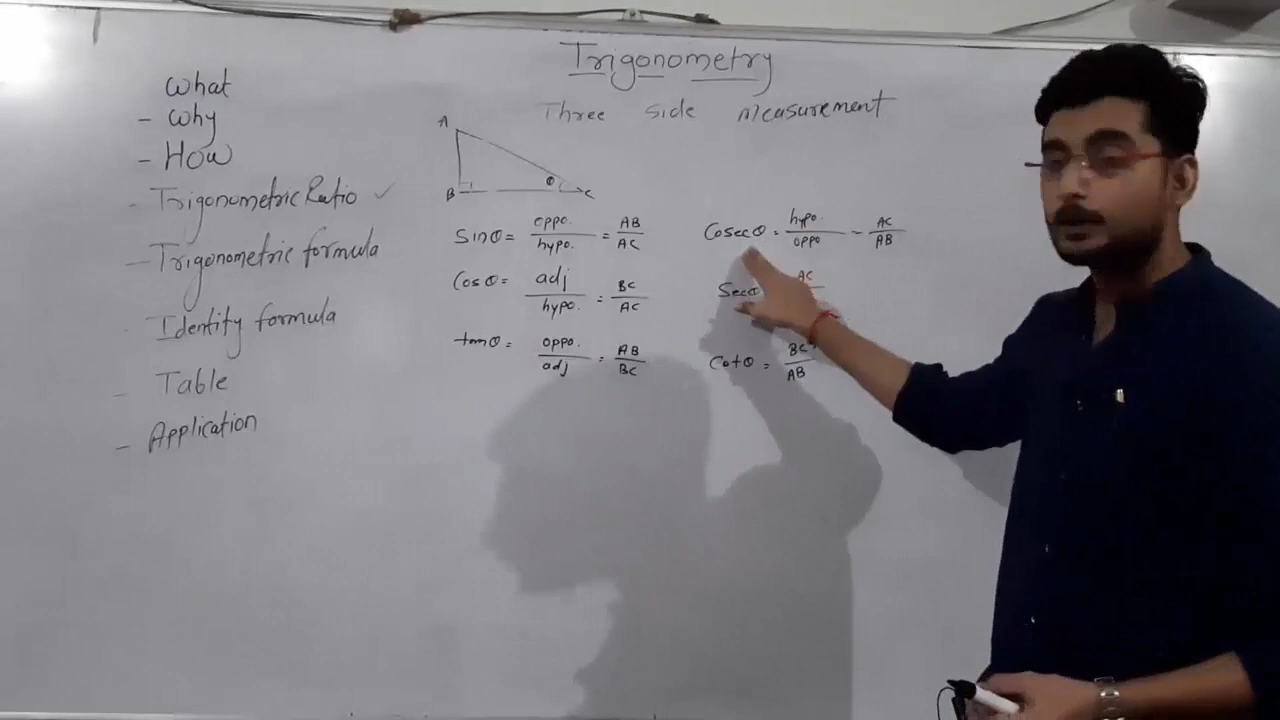 Trigonometry
Three side measurement
What
- Why
- How
- Trigonometric Ratio ✓
- Trigonometric formula
Identity formula
- Table
- Application
A
B
θ
C
Sinθ = oppo. / hypo. = AB / AC
Cosθ = adj / hypo. = BC / AC
tanθ = oppo. / adj = AB / BC
Cosecθ = hypo. / oppo = AC / AB
Secθ AC
Cotθ = BC / AB